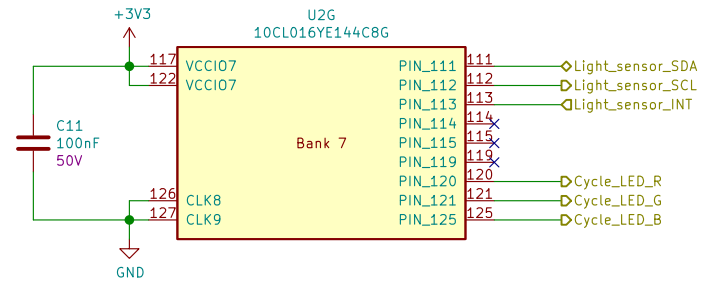 +3V3
U2G
10CL016YE144C8G
117 VCCIO7 PIN_111 111 Light_sensor_SDA
122 VCCIO7 PIN_112 112 Light_sensor_SCL
PIN_113 113 Light_sensor_INT
PIN_114 114
C11
100nF Bank 7 PIN_115 115
50V PIN_119 119
PIN_120 120 Cycle_LED_R
126 CLK8 PIN_121 121 Cycle_LED_G
127 CLK9 PIN_125 125 Cycle_LED_B
GND